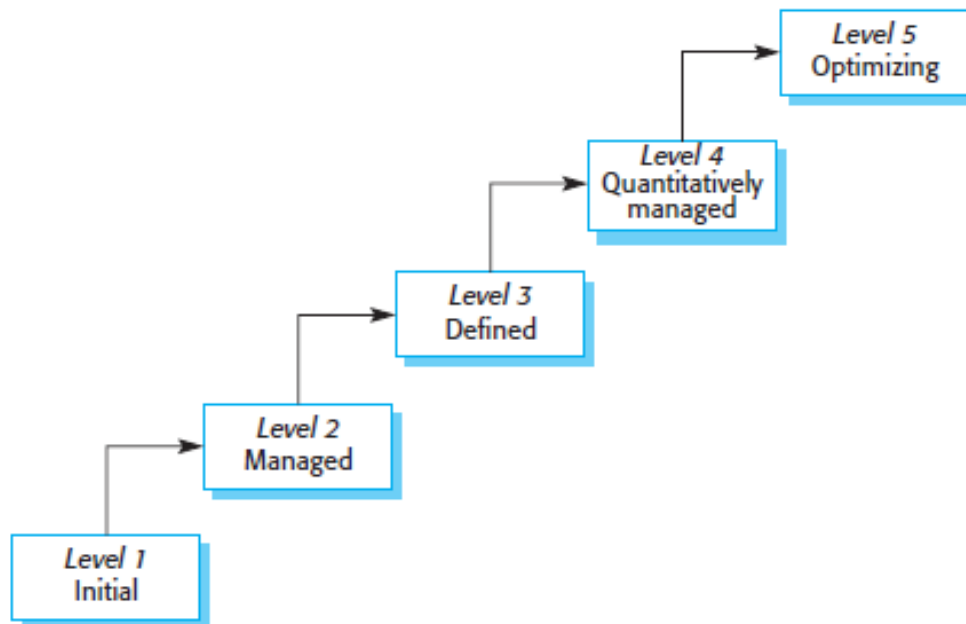 Level 5
Optimizing
Level 4
Quantitatively
managed
Level 3
Defined
Level 2
Managed
Level 1
Initial